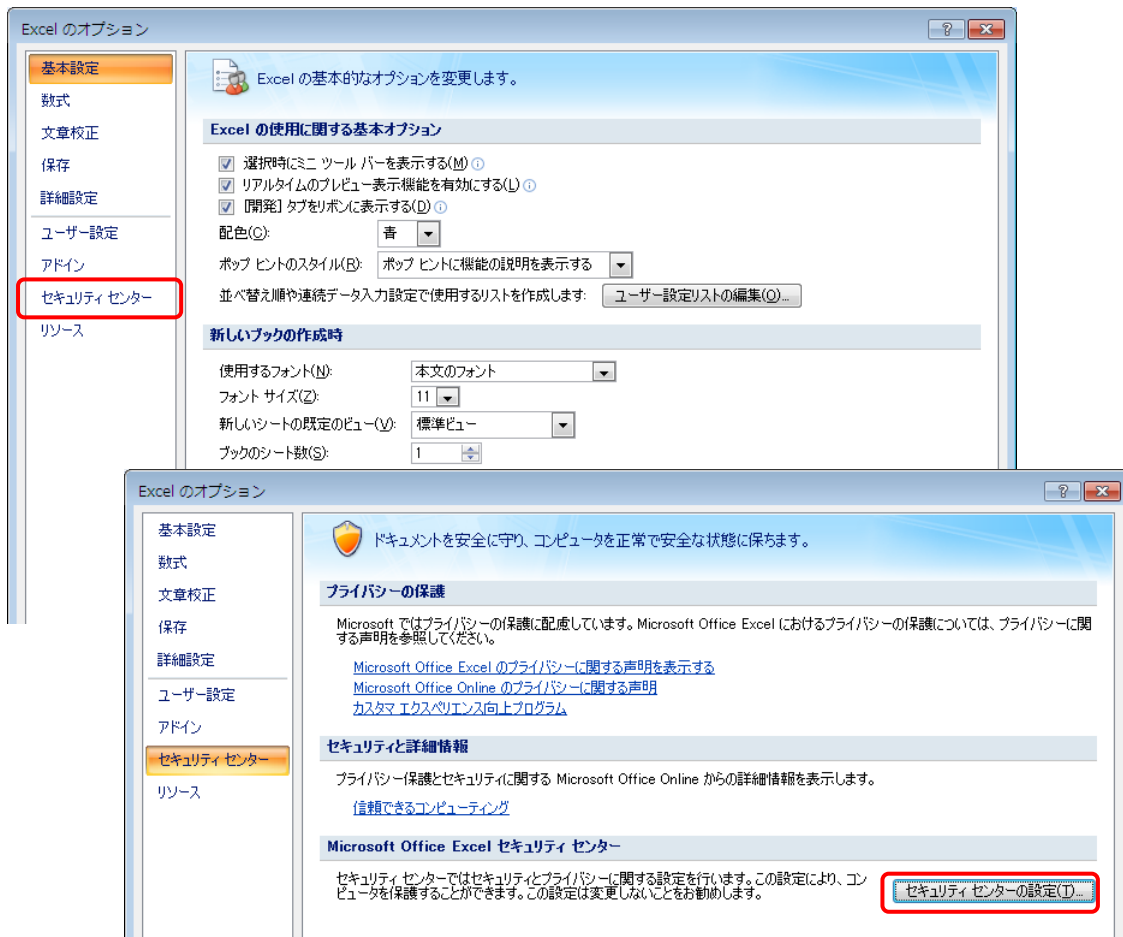 Excel のオプション
基本設定
数式
文章校正
保存
詳細設定
ユーザー設定
アドイン
セキュリティ センター
リソース
Excel の基本的なオプションを変更します。
Excel の使用に関する基本オプション
選択時にミニ ツール バーを表示する(M)
リアルタイムのプレビュー表示機能を有効にする(L)
[開発] タブをリボンに表示する(D)
配色(C): 青
ポップ ヒントのスタイル(R): ポップ ヒントに機能の説明を表示する
並べ替え順や連続データ入力設定で使用するリストを作成します: ユーザー設定リストの編集(O)...
新しいブックの作成時
使用するフォント(N): 本文のフォント
フォント サイズ(Z): 11
新しいシートの既定のビュー(V): 標準ビュー
ブックのシート数(S): 1
Excel のオプション
基本設定
数式
文章校正
保存
詳細設定
ユーザー設定
アドイン
セキュリティ センター
リソース
ドキュメントを安全に守り、コンピュータを正常で安全な状態に保ちます。
プライバシーの保護
Microsoft ではプライバシーの保護に配慮しています。Microsoft Office Excel におけるプライバシーの保護については、プライバシーに関
する声明を参照してください。
Microsoft Office Excel のプライバシーに関する声明を表示する
Microsoft Office Online のプライバシーに関する声明
カスタマ エクスペリエンス向上プログラム
セキュリティと詳細情報
プライバシー保護とセキュリティに関する Microsoft Office Online からの詳細情報を表示します。
信頼できるコンピューティング
Microsoft Office Excel セキュリティ センター
セキュリティ センターではセキュリティとプライバシーに関する設定を行います。この設定により、コン
ピュータを保護することができます。この設定は変更しないことをお勧めします。
セキュリティ センターの設定(T)...